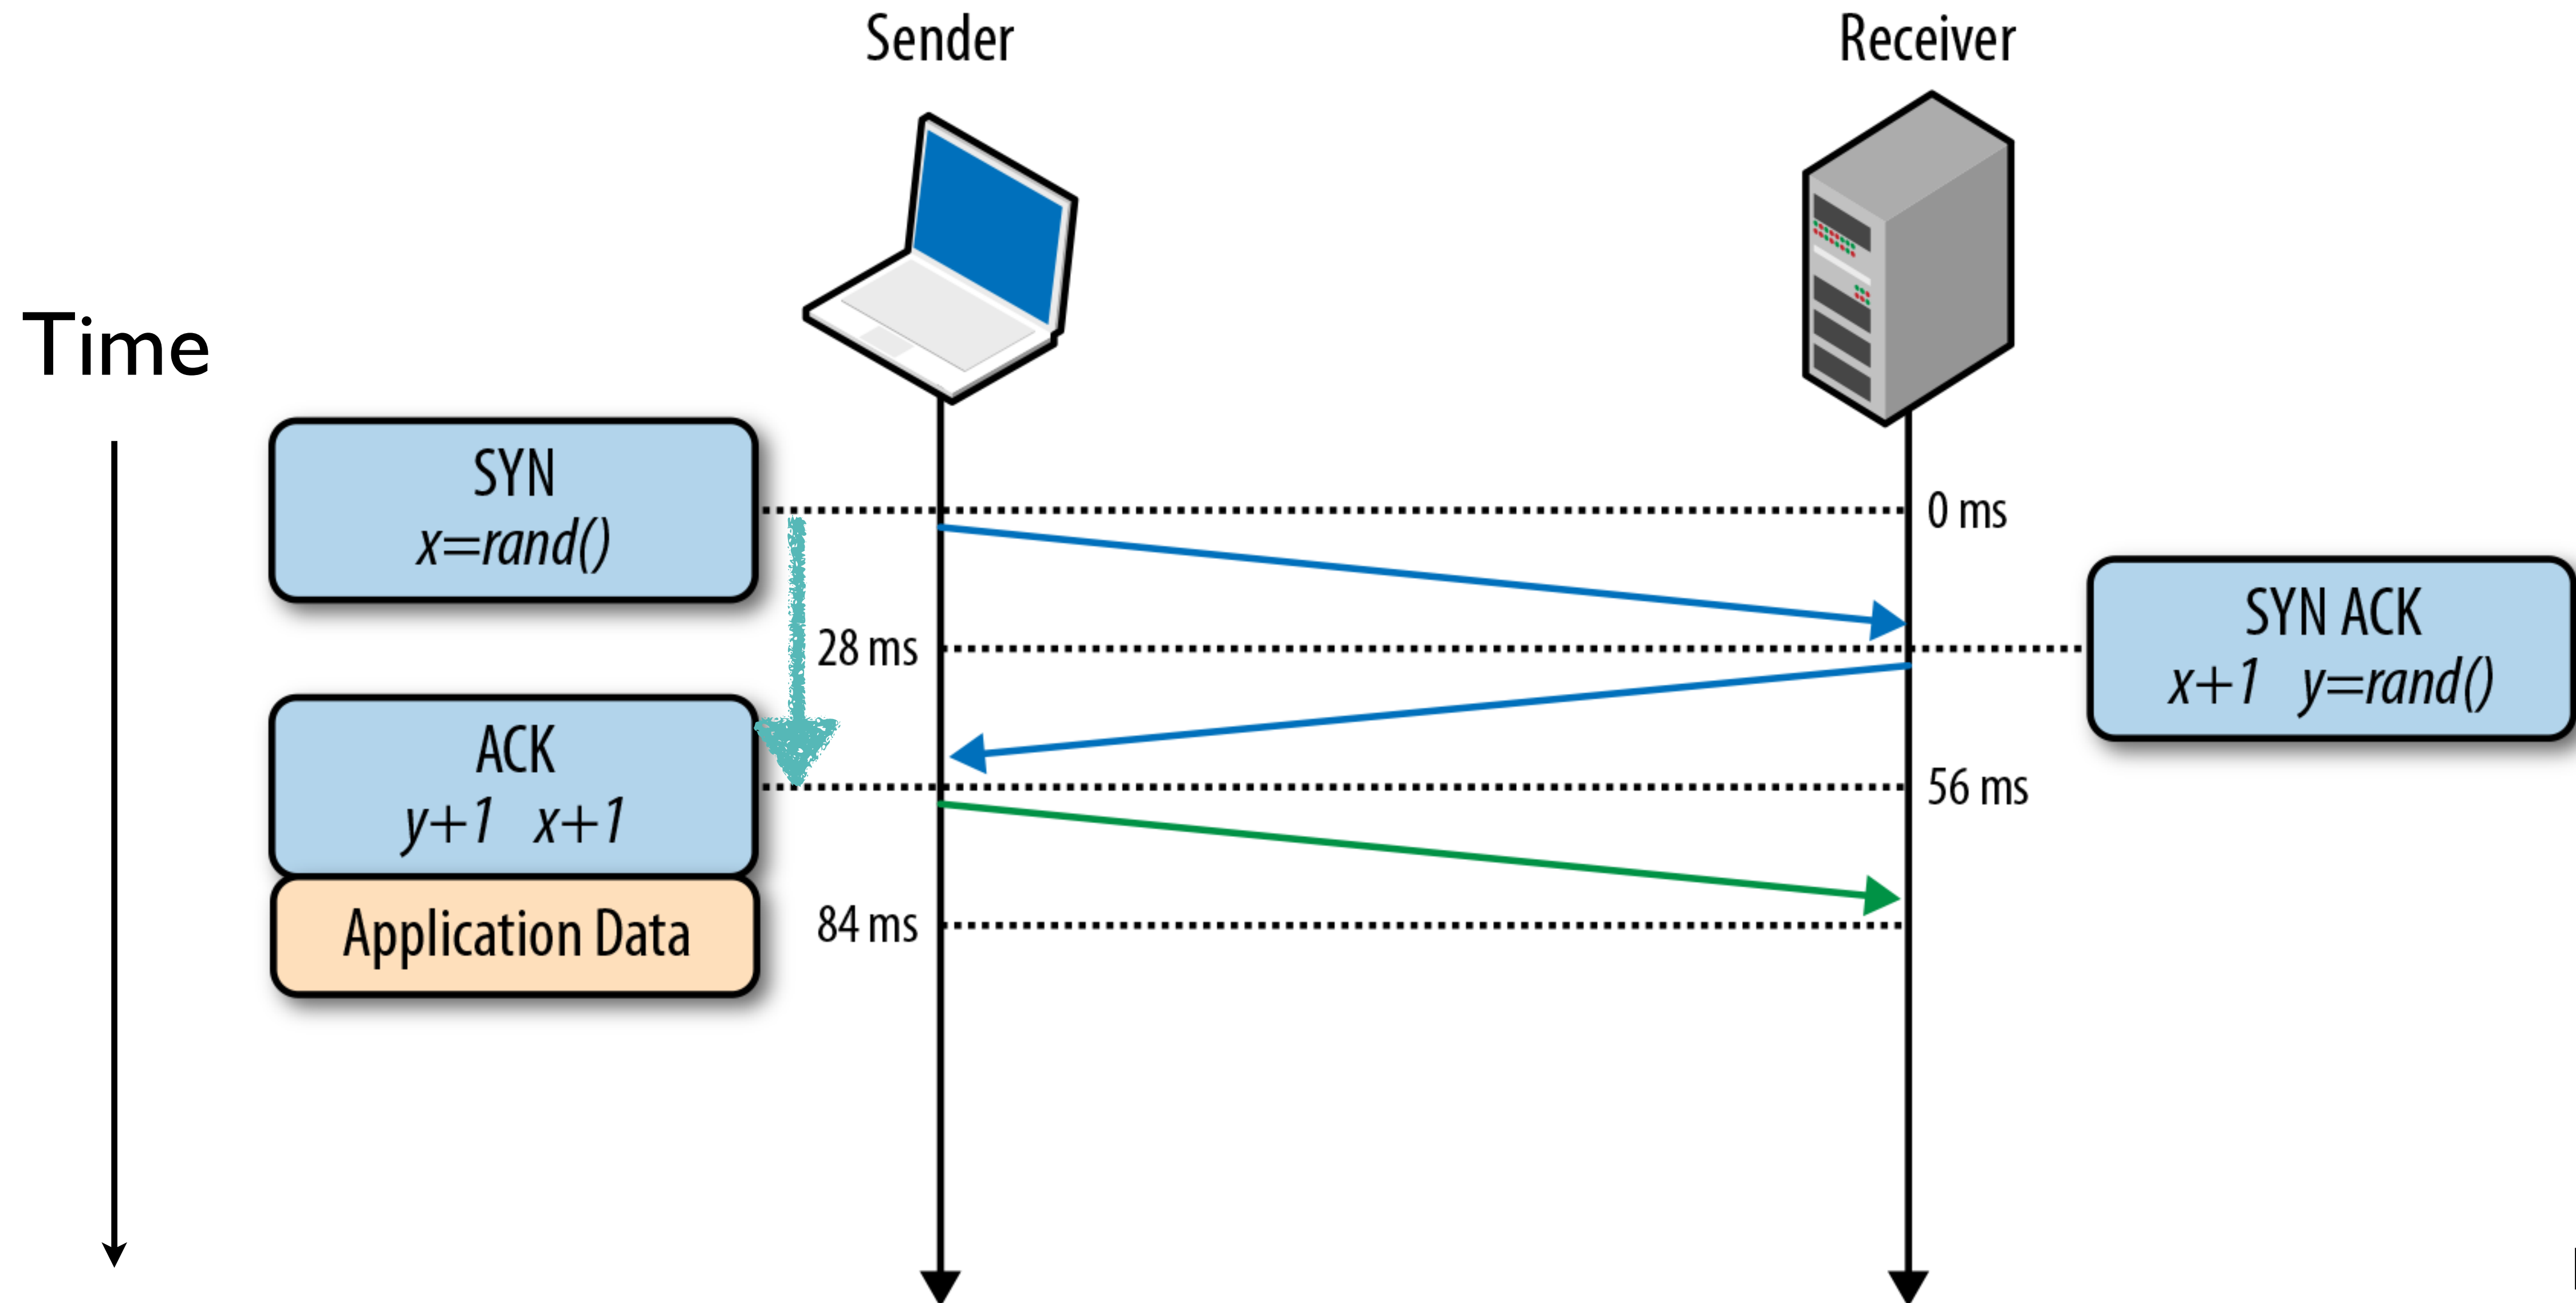 Sender
Receiver
Time
SYN
x=rand()
0 ms
SYN ACK
x+1 y=rand()
28 ms
ACK
y+1 x+1
56 ms
Application Data
84 ms